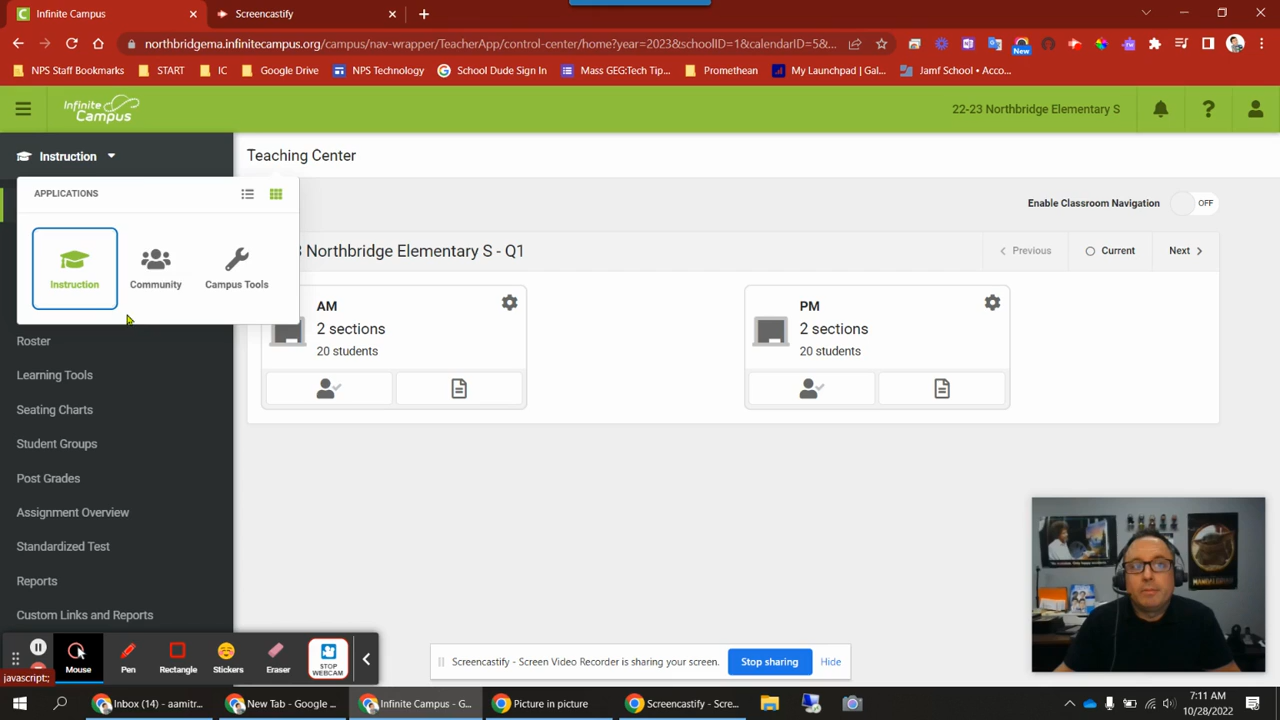 Infinite Campus
Screencastify
northbridgema.infinitecampus.org/campus/nav-wrapper/TeacherApp/control-center/home?year=2023&schoolID=1&calendarID=5&...
New
NPS Staff Bookmarks
START
IC
Google Drive
NPS Technology
School Dude Sign In
Mass GEG:Tech Tip...
Promethean
My Launchpad | Gal...
Jamf School • Acco...
Infinite Campus
22-23 Northbridge Elementary S
Instruction
Teaching Center
APPLICATIONS
Instruction
Community
Campus Tools
Enable Classroom Navigation
OFF
3 Northbridge Elementary S - Q1
Previous
Current
Next
AM
2 sections
20 students
PM
2 sections
20 students
Roster
Learning Tools
Seating Charts
Student Groups
Post Grades
Assignment Overview
Standardized Test
Reports
Custom Links and Reports
Mouse
Pen
Rectangle
Stickers
Eraser
STOP WEBCAM
javascript:;
Screencastify - Screen Video Recorder is sharing your screen.
Stop sharing
Hide
Inbox (14) - aamitr...
New Tab - Google ...
Infinite Campus - G...
Picture in picture
Screencastify - Scre...
7:11 AM
10/28/2022